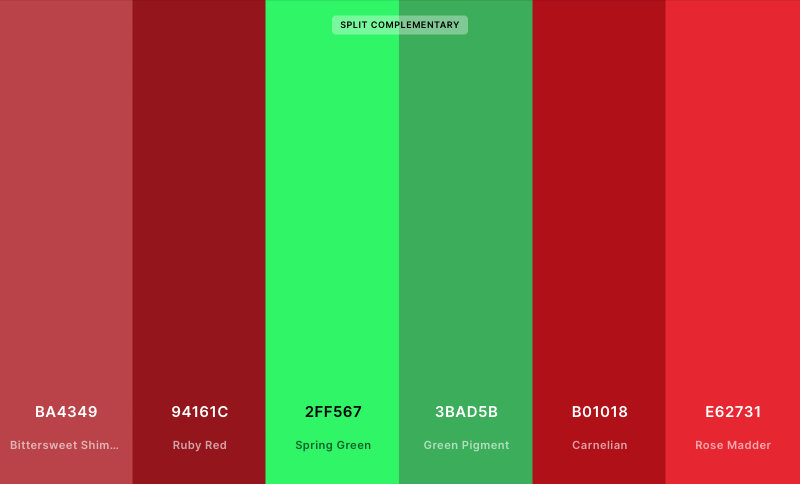 SPLIT COMPLEMENTARY
BA4349
Bittersweet Shim...
94161C
Ruby Red
2FF567
Spring Green
3BAD5B
Green Pigment
B01018
Carnelian
E62731
Rose Madder